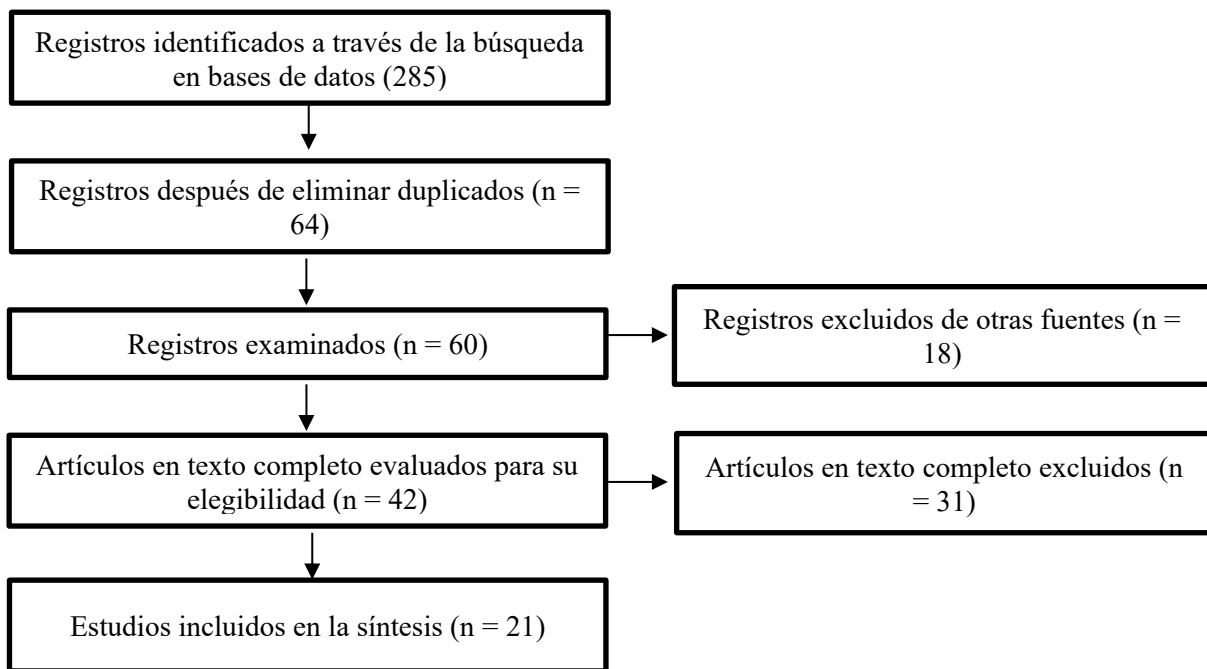 Registros identificados a través de la búsqueda
en bases de datos (285)
Registros después de eliminar duplicados (n =
64)
Registros examinados (n = 60)
Registros excluidos de otras fuentes (n =
18)
Artículos en texto completo evaluados para su
elegibilidad (n = 42)
Artículos en texto completo excluidos (n
= 31)
Estudios incluidos en la síntesis (n = 21)